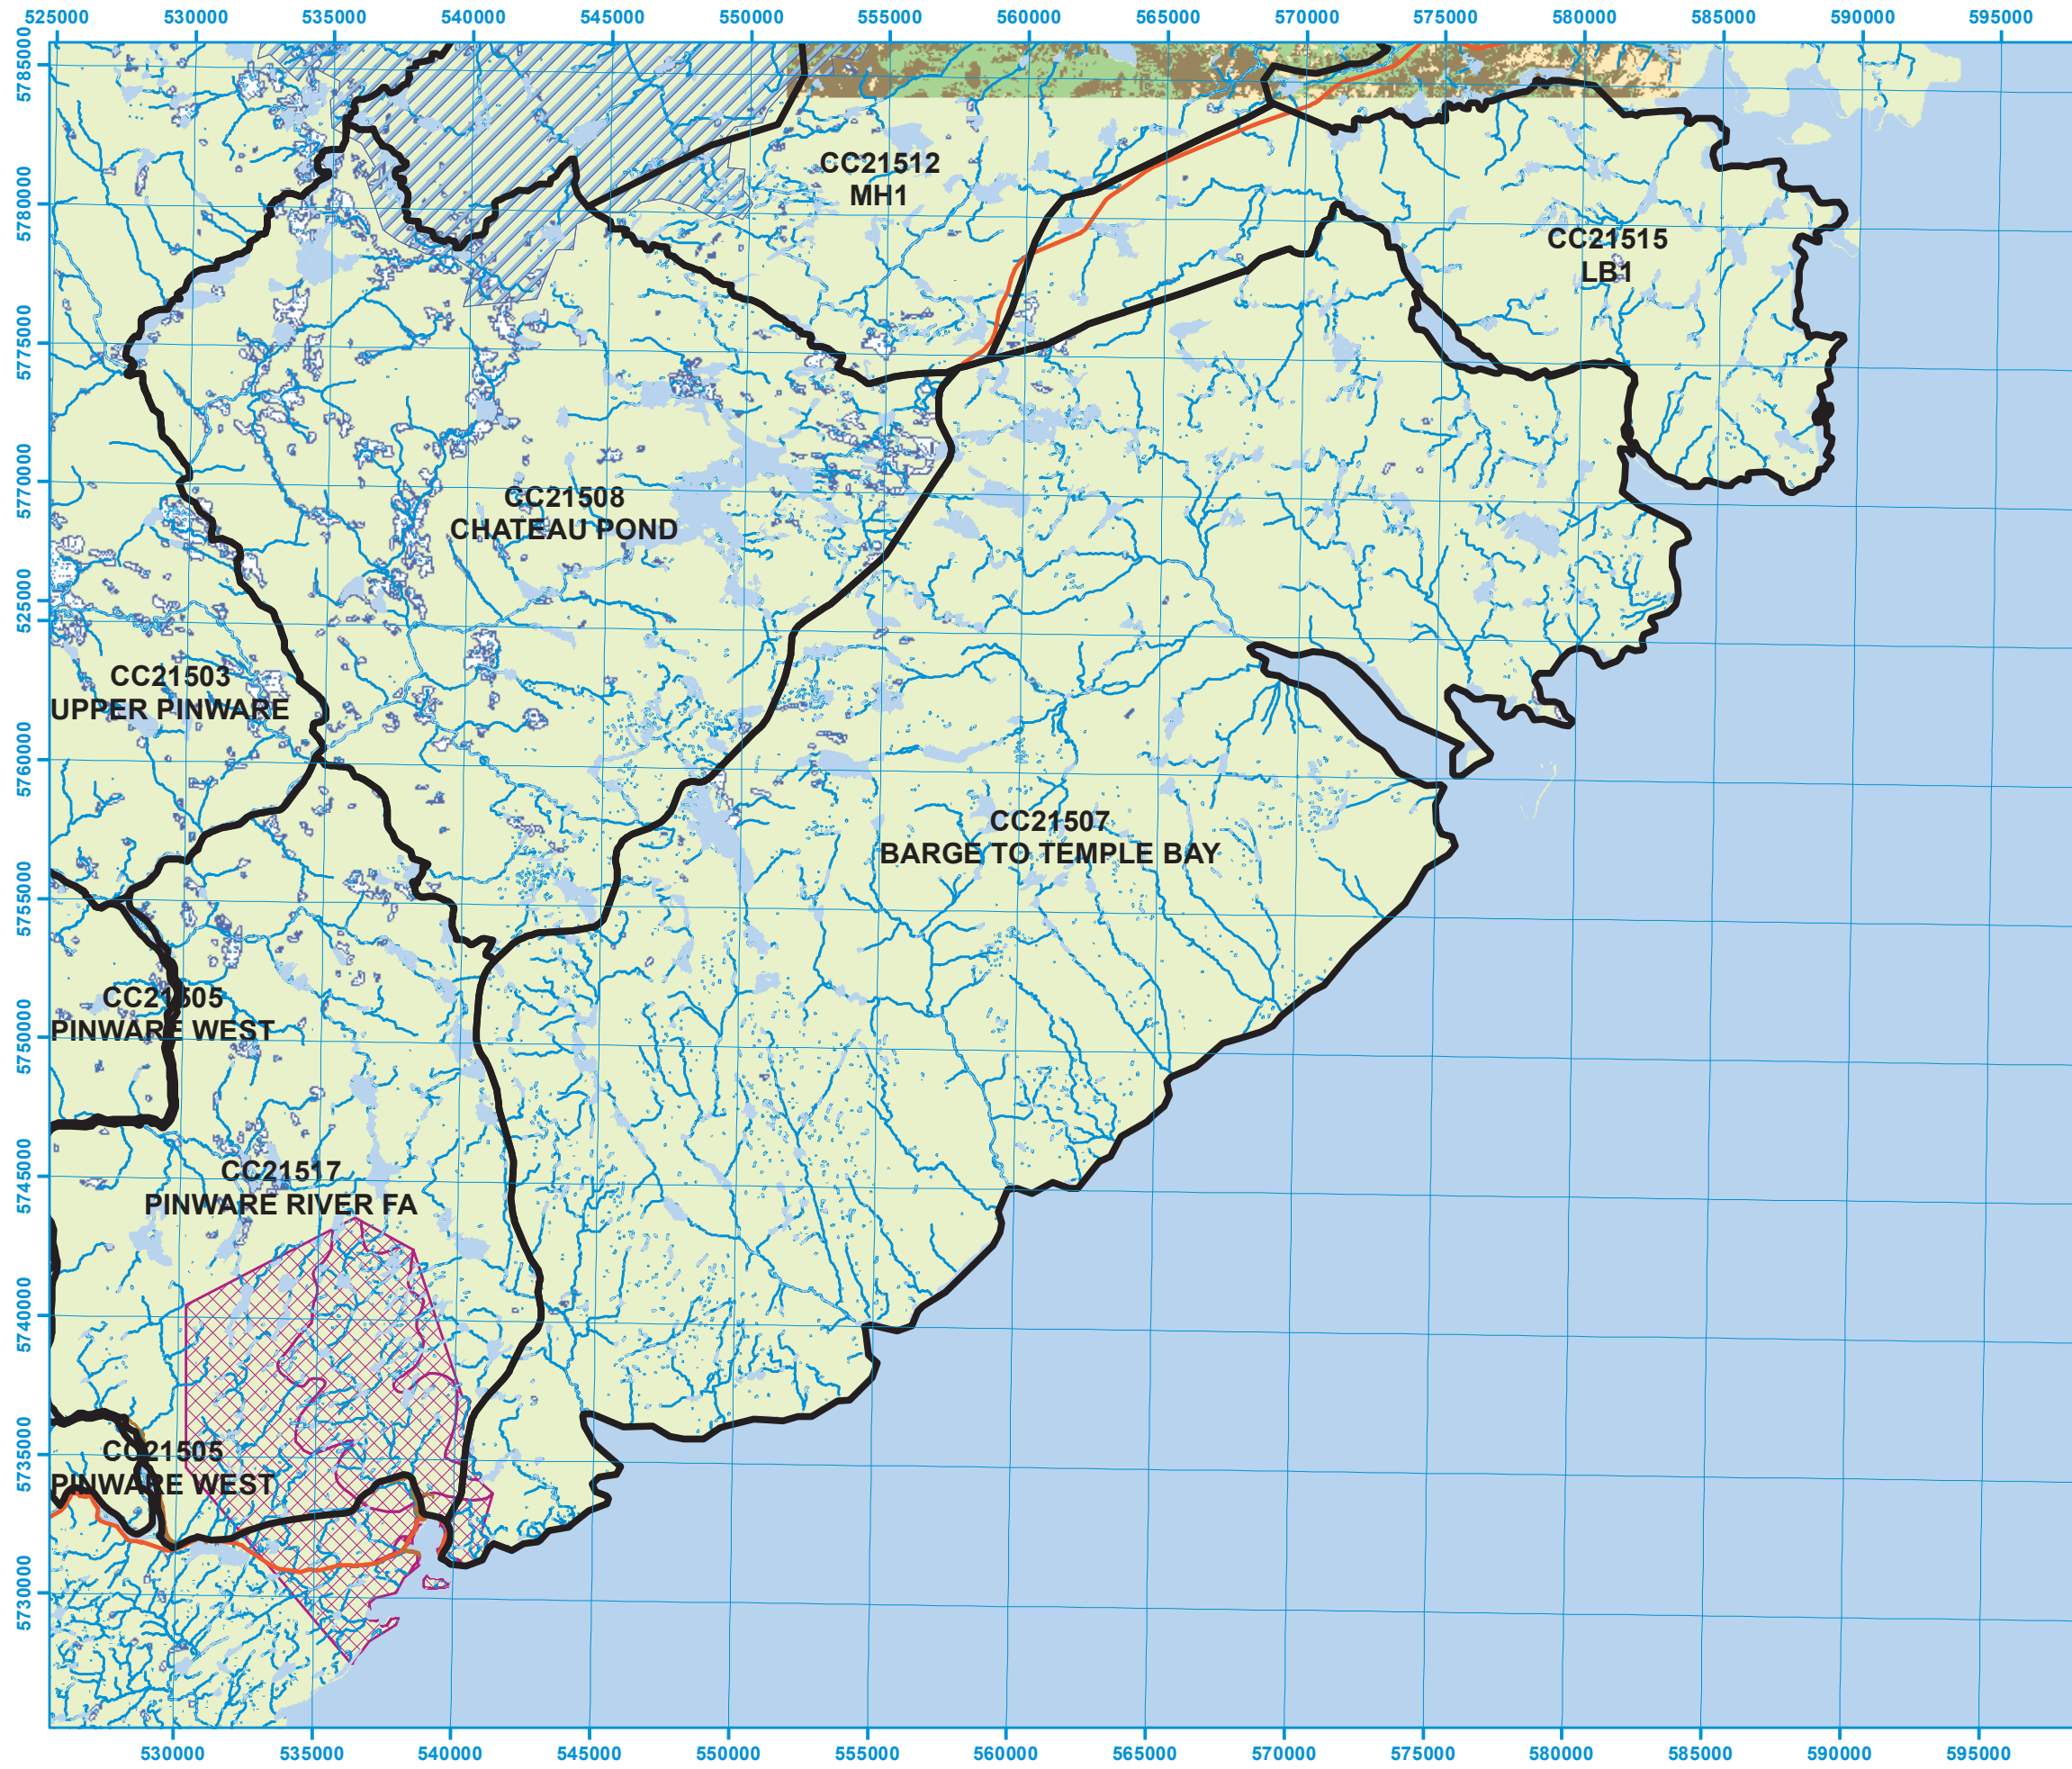 525000 530000 535000 540000 545000 550000 555000 560000 565000 570000 575000 580000 585000 590000 595000
5785000
5780000
5775000
5770000
525000
5760000
5755000
5750000
5745000
5740000
5735000
5730000
CC21512
MH1
CC21515
LB1
CC21508
CHATEAU POND
CC21503
UPPER PINWARE
CC21507
BARGE TO TEMPLE BAY
CC21505
PINWARE WEST
CC21517
PINWARE RIVER FA
CC21505
PINWARE WEST
530000 535000 540000 545000 550000 555000 560000 565000 570000 575000 580000 585000 590000 595000